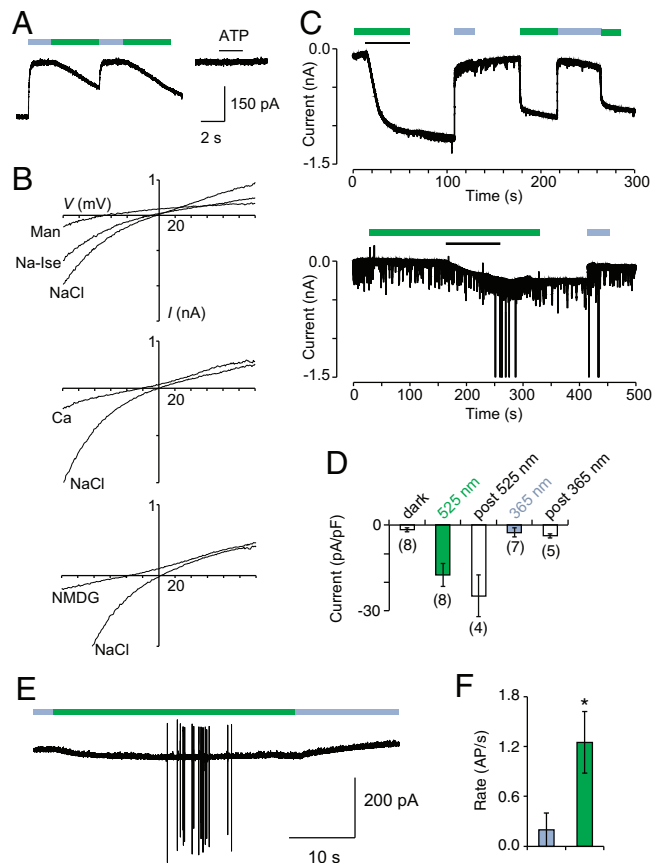 A
ATP
150 pA
2 s
B
1
V (mV)
20
Man
Na-Ise
NaCl
I (nA)
1
20
Ca
NaCl
1
20
NMDG
NaCl
C
Current (nA)
0.0
-1.5
0 100 200 300
Time (s)
Current (nA)
0.0
-1.5
0 100 200 300 400 500
Time (s)
D
dark
525 nm
post 525 nm
365 nm
post 365 nm
Current (pA/pF)
0
-30
(8)
(8)
(4)
(7)
(5)
E
200 pA
10 s
F
Rate (AP/s)
1.8
1.2
0.6
0.0
*